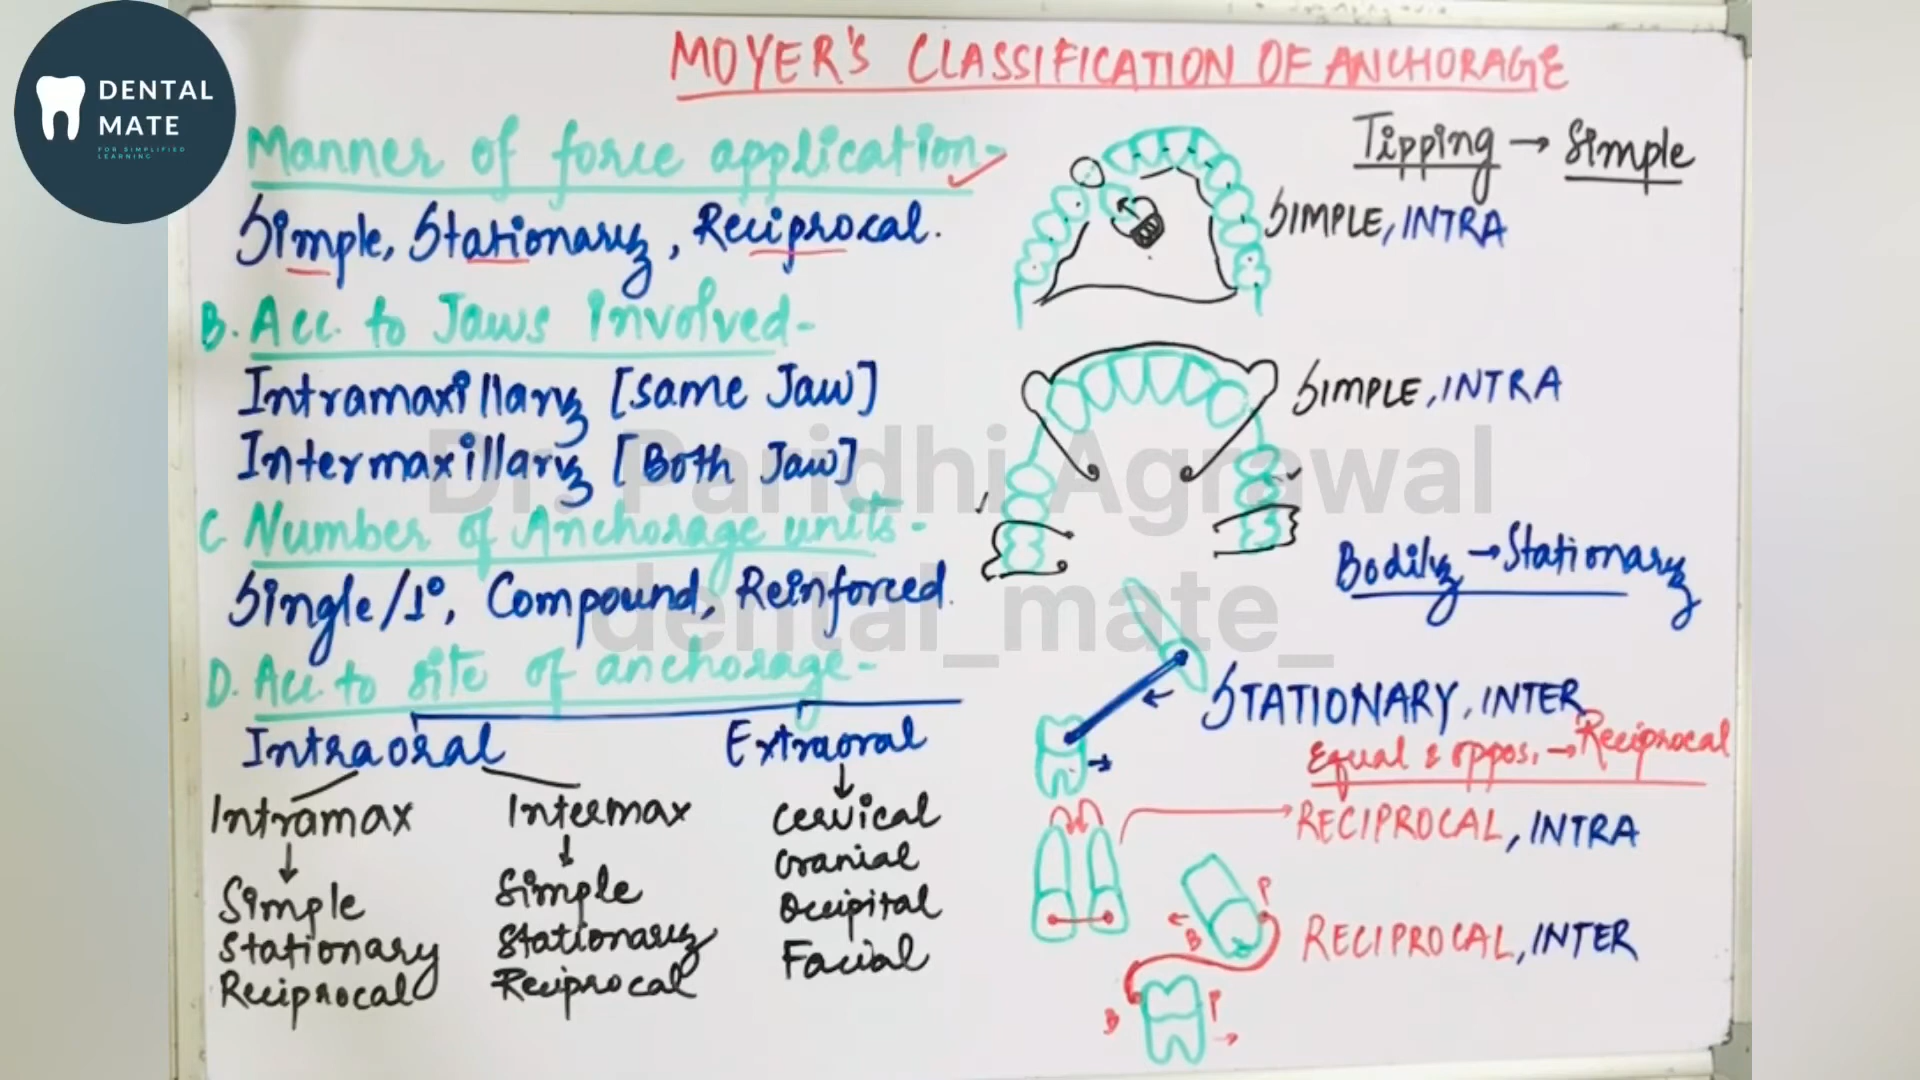 DENTAL
MATE
FOR SIMPLIFIED
LEARNING
MOYER'S CLASSIFICATION OF ANCHORAGE
Manner of force application-
Simple, Stationary, Reciprocal.
B. Acc. to Jaws involved-
Intramaxillary [same Jaw]
Intermaxillary [Both Jaw]
C Number of Anchorage units-
Single/1°, Compound, Reinforced.
D. Acc. to site of anchorage-
Intraoral
Extraoral
Intramax
Simple
Stationary
Reciprocal
Intermax
Simple
Stationary
Reciprocal
Cervical
Cranial
Occipital
Facial
Tipping → Simple
SIMPLE, INTRA
SIMPLE, INTRA
Bodily → Stationary
STATIONARY, INTER
Equal & oppos. → Reciprocal
RECIPROCAL, INTRA
P
B
RECIPROCAL, INTER
B
P
Dr. Paridhi Agrawal
dental_mate_